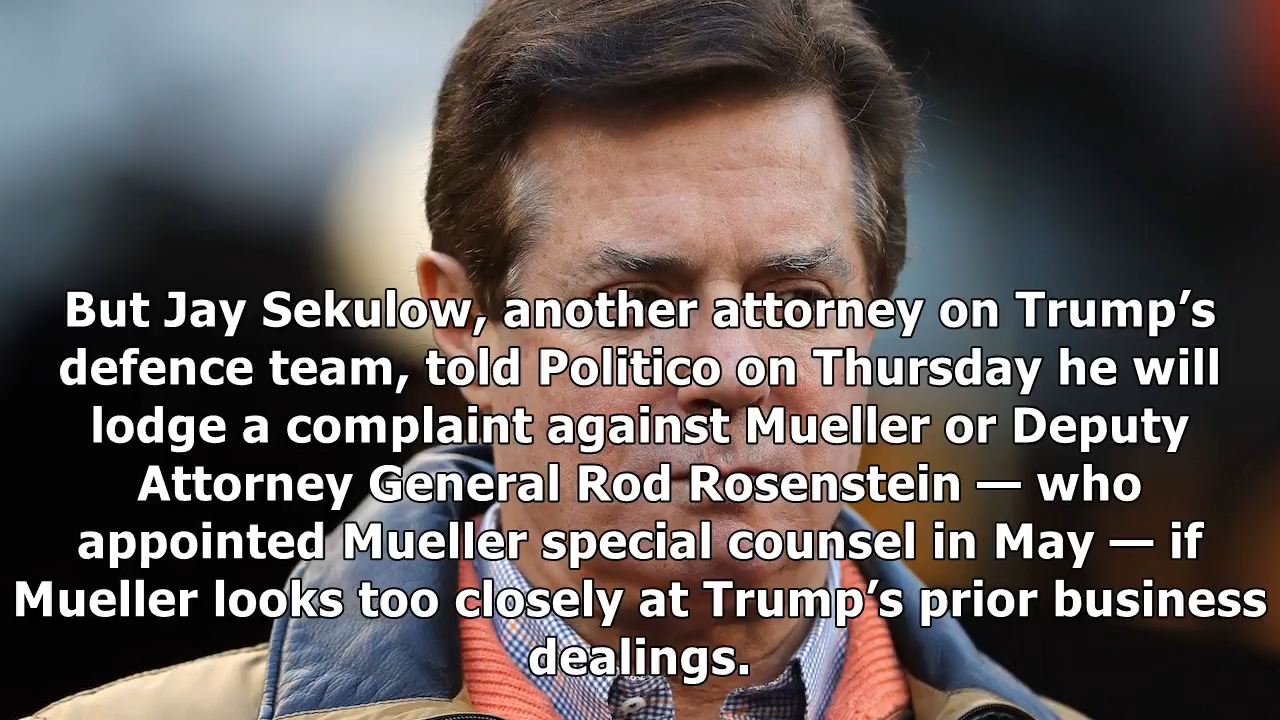 But Jay Sekulow, another attorney on Trump’s
defence team, told Politico on Thursday he will
lodge a complaint against Mueller or Deputy
Attorney General Rod Rosenstein — who
appointed Mueller special counsel in May — if
Mueller looks too closely at Trump’s prior business
dealings.